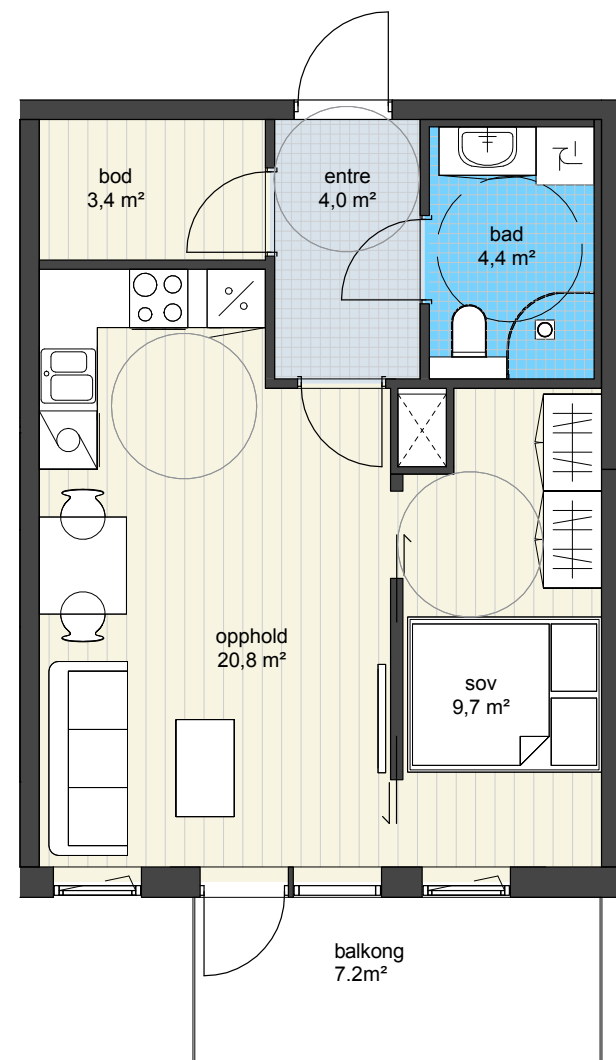 bod
3,4 m²
entre
4,0 m²
bad
4,4 m²
opphold
20,8 m²
sov
9,7 m²
balkong
7.2m²